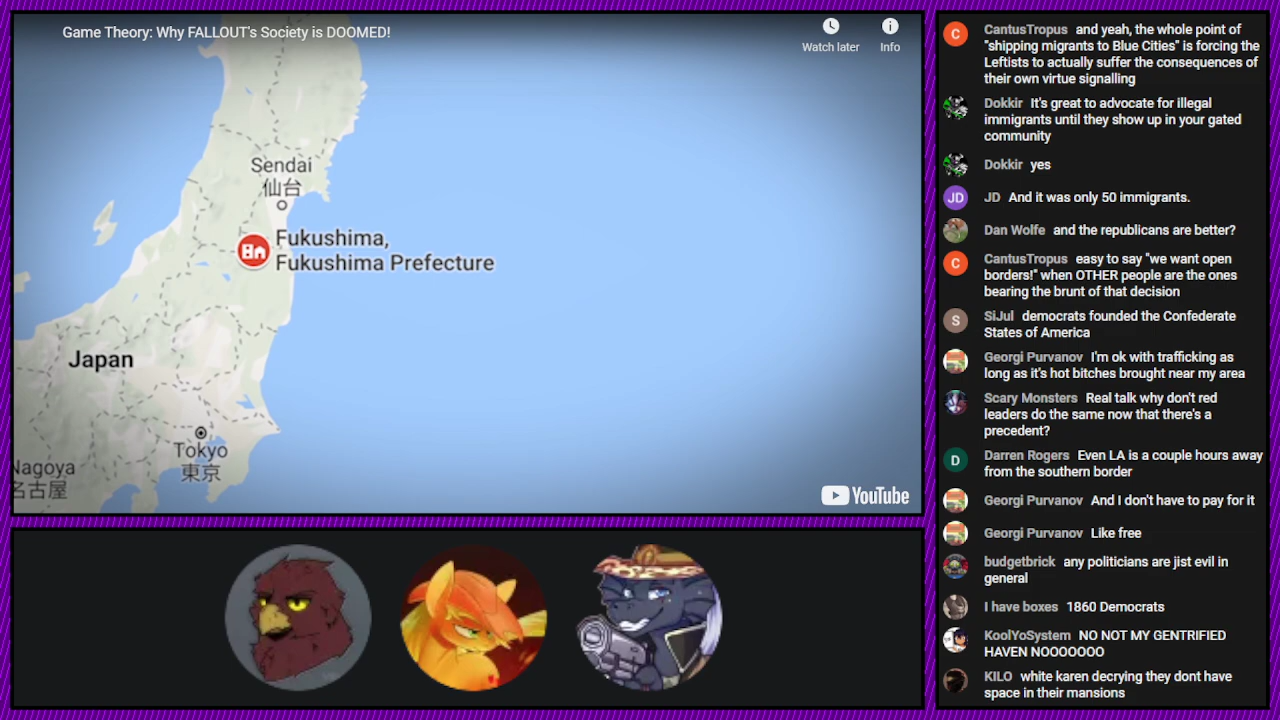 Game Theory: Why FALLOUT's Society is DOOMED!
Watch later
Info
Sendai
仙台
Fukushima,
Fukushima Prefecture
Japan
Tokyo
東京
Nagoya
名古屋
YouTube
C
CantusTropus and yeah, the whole point of
"shipping migrants to Blue Cities" is forcing the
Leftists to actually suffer the consequences of
their own virtue signalling
Dokkir It's great to advocate for illegal
immigrants until they show up in your gated
community
Dokkir yes
JD
JD And it was only 50 immigrants.
Dan Wolfe and the republicans are better?
C
CantusTropus easy to say "we want open
borders!" when OTHER people are the ones
bearing the brunt of that decision
S
SiJul democrats founded the Confederate
States of America
Georgi Purvanov I'm ok with trafficking as
long as it's hot bitches brought near my area
Scary Monsters Real talk why don't red
leaders do the same now that there's a
precedent?
D
Darren Rogers Even LA is a couple hours away
from the southern border
Georgi Purvanov And I don't have to pay for it
Georgi Purvanov Like free
budgetbrick any politicians are jist evil in
general
I have boxes 1860 Democrats
KoolYoSystem NO NOT MY GENTRIFIED
HAVEN NOOOOOOO
KILO white karen decrying they dont have
space in their mansions